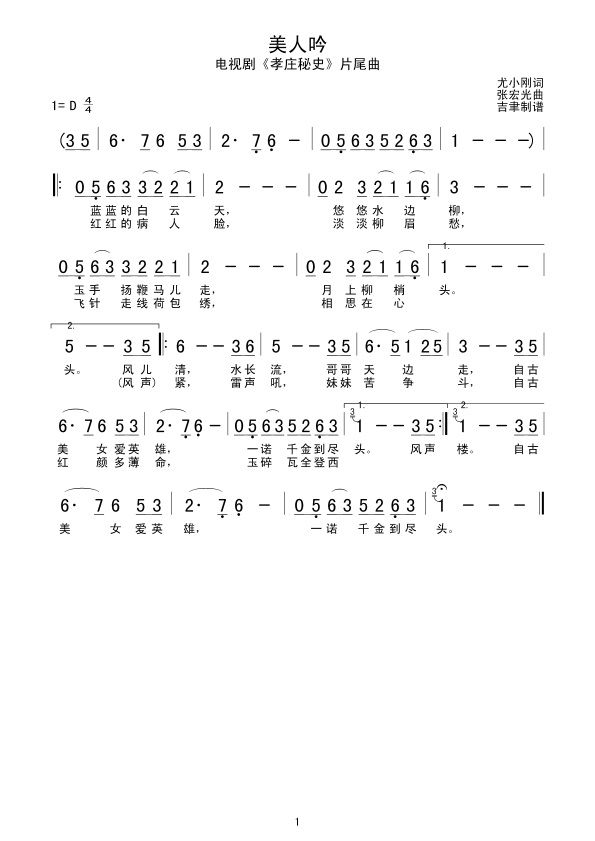 美人吟
电视剧《孝庄秘史》片尾曲
尤小刚词
张宏光曲
吉聿制谱
1= D 4/4
(3 5 | 6· 7 6 5 3 | 2· 7 6 - | 0 5 6 3 5 2 6 3 | 1 - - -)
0 5 6 3 3 2 2 1 | 2 - - - | 0 2 3 2 1 1 6 | 3 - - -
蓝蓝的白云天， 悠悠水边柳，
红红的病人脸， 淡淡柳眉愁，
1.
0 5 6 3 3 2 2 1 | 2 - - - | 0 2 3 2 1 1 6 | 1 - - -
玉手扬鞭马儿走， 月上柳梢头。
飞针走线荷包绣， 相思在心
2.
5 - - 3 5 :6 - - 6 3 | 5 - - 3 5 | 6· 5 1 2 5 | 3 - - 3 5
头。 风儿清， 水长流， 哥哥天边走， 自古
(风声)紧， 雷声吼， 妹妹苦争斗， 自古
1. 2.
6· 7 6 5 3 | 2· 7 6 - | 0 5 6 3 5 2 6 3 | 3 1 - - 3 5 : 3 1 - - 3 5
美女爱英雄， 一诺千金到尽头。 风声楼。 自古
红颜多薄命， 玉碎瓦全登西
6· 7 6 5 3 | 2· 7 6 - | 0 5 6 3 5 2 6 3 | 3 1 - - -
美女爱英雄， 一诺千金到尽头。
1